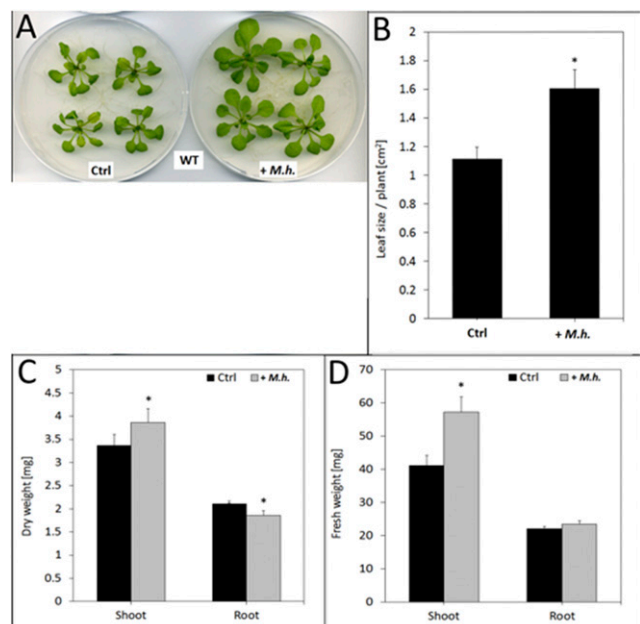 A
Ctrl
WT
+ M.h.
B
Leaf size / plant [cm²]
2
1.8
1.6
1.4
1.2
1
0.8
0.6
0.4
0.2
0
*
Ctrl
+ M.h.
C
Dry weight [mg]
5
4.5
4
3.5
3
2.5
2
1.5
1
0.5
0
Ctrl + M.h.
*
*
Shoot Root
D
Fresh weight [mg]
70
60
50
40
30
20
10
0
Ctrl + M.h.
*
Shoot Root